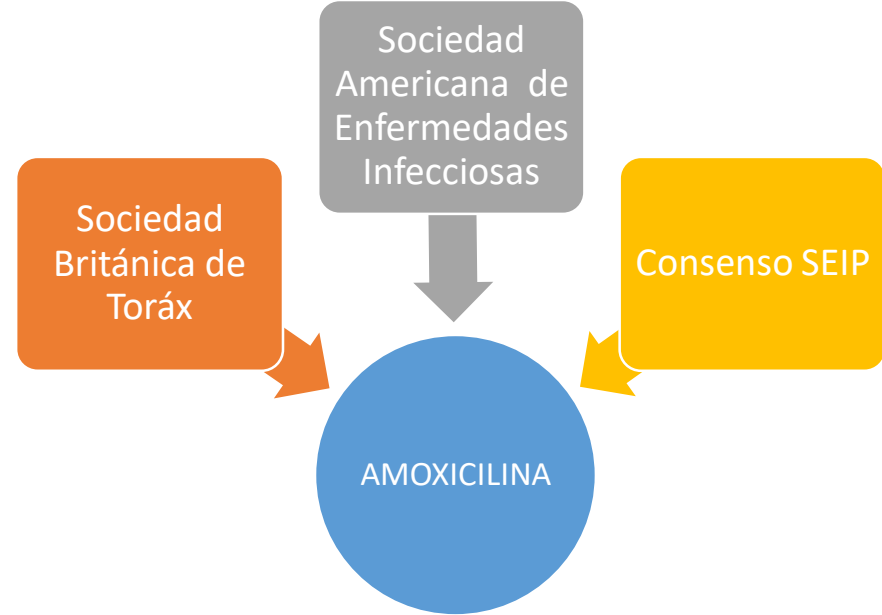 Sociedad
Americana de
Enfermedades
Infecciosas
Sociedad
Británica de
Toráx
Consenso SEIP
AMOXICILINA